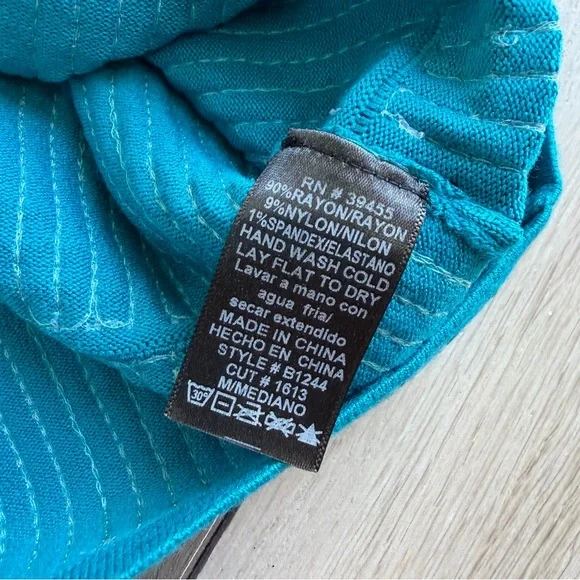 RN # 39455
90%RAYON/RAYON
9%NYLON/NILON
1%SPANDEX/ELASTANO
HAND WASH COLD
LAY FLAT TO DRY
Lavar a mano con
agua fria/
secar extendido
MADE IN CHINA
HECHO EN CHINA
STYLE # B1244
CUT # 1613
M/MEDIANO
30°